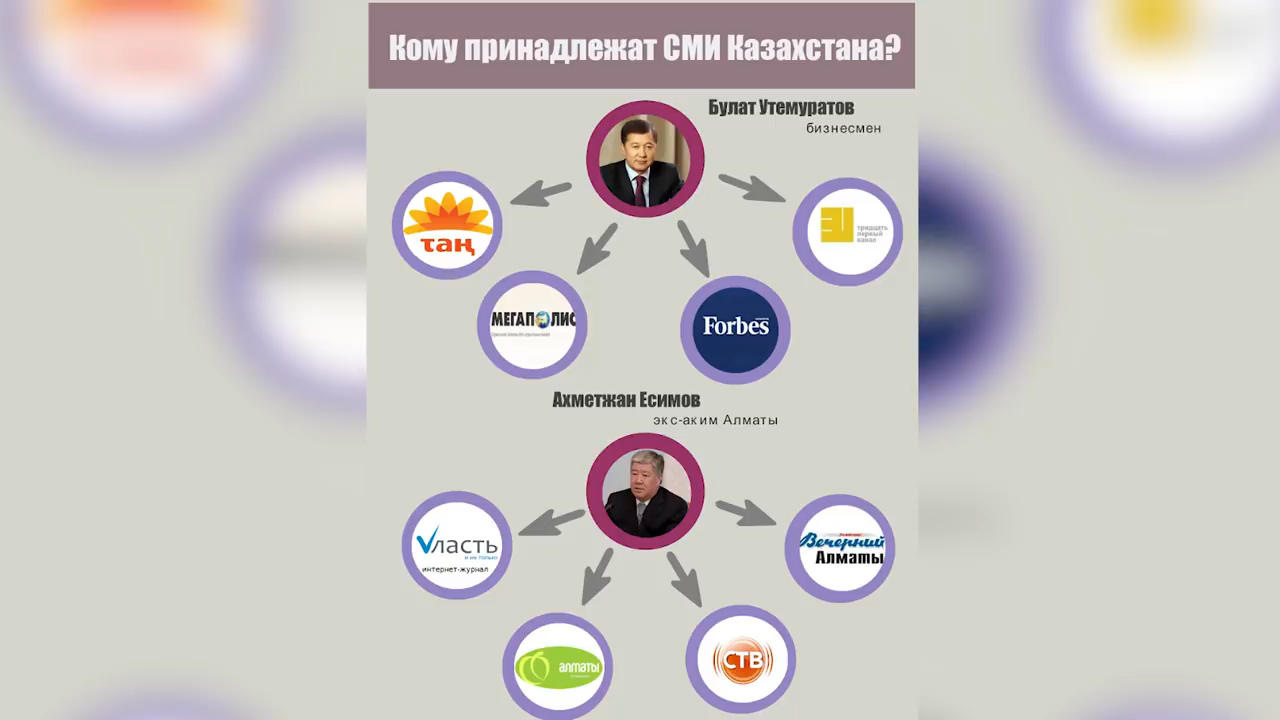 Кому принадлежат СМИ Казахстана?
Булат Утемуратов
бизнесмен
таң
тридцать
первый
канал
МЕГАПОЛИС
Forbes
Ахметжан Есимов
экс-аким Алматы
Vласть
и не только
интернет-журнал
Вечерний
Алматы
алматы
СТВ